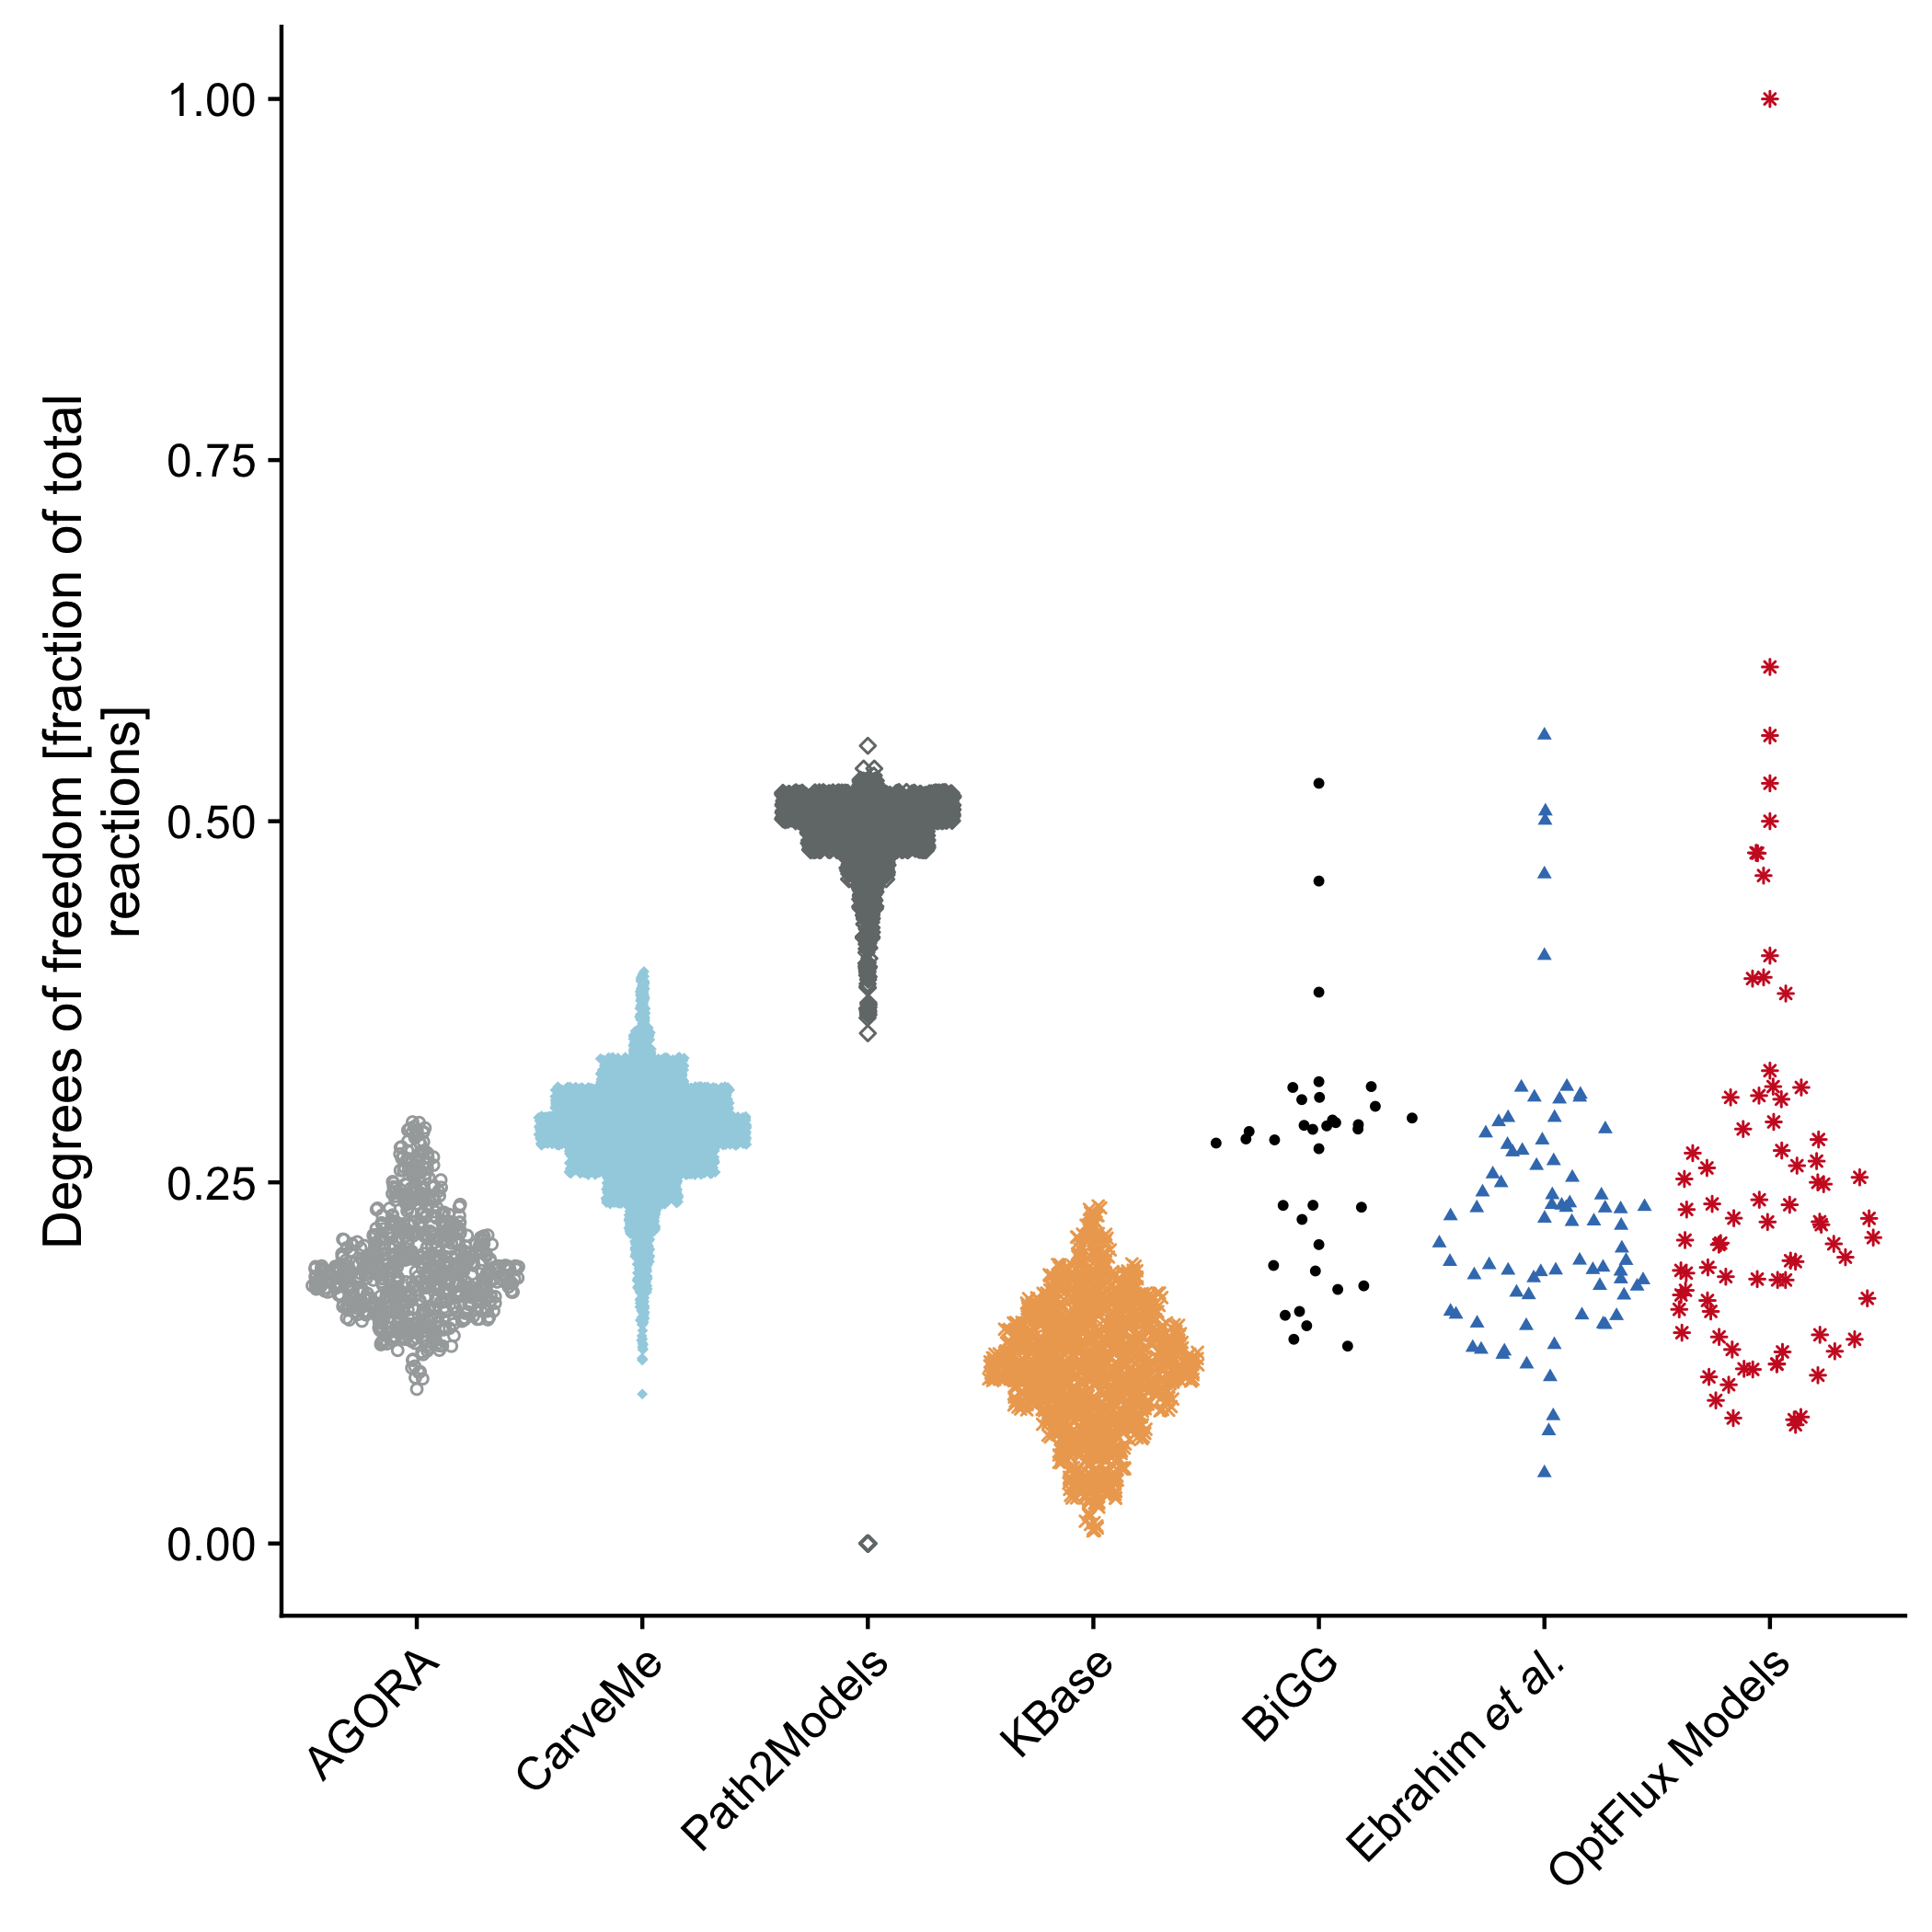 Degrees of freedom [fraction of total
reactions]
1.00
0.75
0.50
0.25
0.00
AGORA
CarveMe
Path2Models
KBase
BiGG
Ebrahim et al.
OptFlux Models